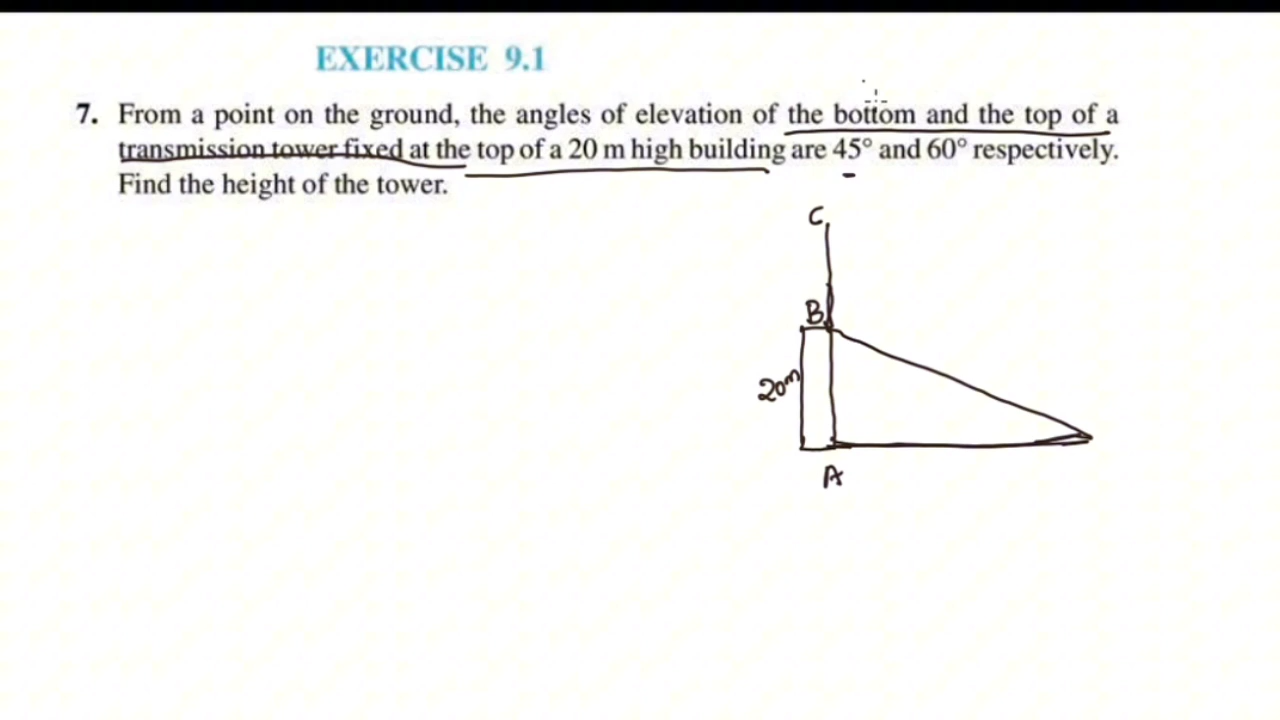 EXERCISE 9.1
7. From a point on the ground, the angles of elevation of the bottom and the top of a
transmission tower fixed at the top of a 20 m high building are 45° and 60° respectively.
Find the height of the tower.
C
B
20m
A